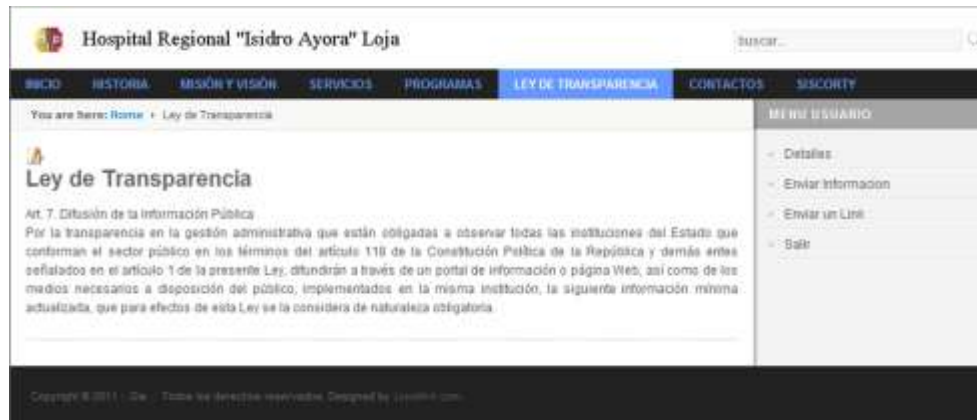 Hospital Regional "Isidro Ayora" Loja
buscar...
INICIO HISTORIA MISIÓN Y VISIÓN SERVICIOS PROGRAMAS LEY DE TRANSPARENCIA CONTACTOS SISCORTY
You are here: Home Ley de Transparencia
MENU USUARIO
Detalles
Enviar Informacion
Enviar un Link
Salir
Ley de Transparencia
Art. 7. Difusión de la Información Pública
Por la transparencia en la gestión administrativa que están obligadas a observar todas las instituciones del Estado que
conforman el sector público en los términos del artículo 118 de la Constitución Política de la República y demás entes
señalados en el artículo 1 de la presente Ley, difundirán a través de un portal de información o página Web, así como de los
medios necesarios a disposición del público, implementados en la misma institución, la siguiente información mínima
actualizada, que para efectos de esta Ley se la considera de naturaleza obligatoria.
Copyright © 2011 Todos los derechos reservados. Designed by